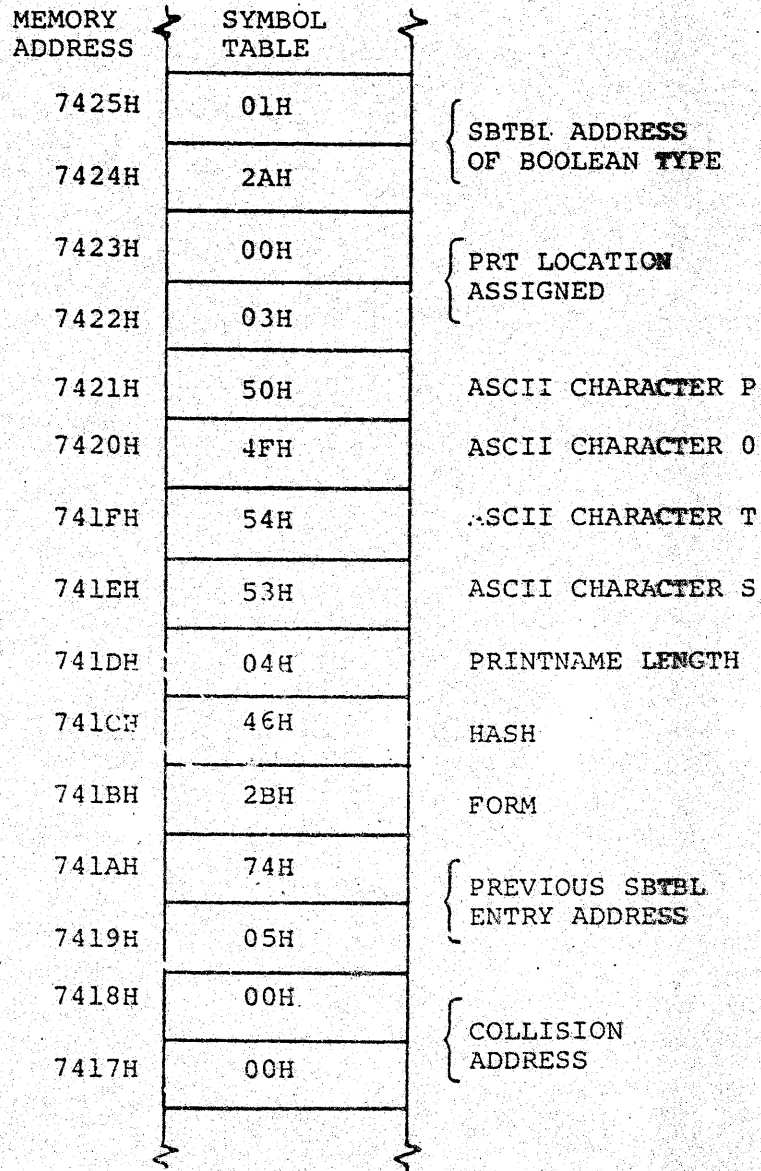 MEMORY SYMBOL
ADDRESS TABLE
7425H 01H SBTBL ADDRESS
OF BOOLEAN TYPE
7424H 2AH
7423H 00H PRT LOCATION
ASSIGNED
7422H 03H
7421H 50H ASCII CHARACTER P
7420H 4FH ASCII CHARACTER O
741FH 54H ASCII CHARACTER T
741EH 53H ASCII CHARACTER S
741DH 04H PRINTNAME LENGTH
741CH 46H HASH
741BH 2BH FORM
741AH 74H PREVIOUS SBTBL
ENTRY ADDRESS
7419H 05H
7418H 00H COLLISION
ADDRESS
7417H 00H